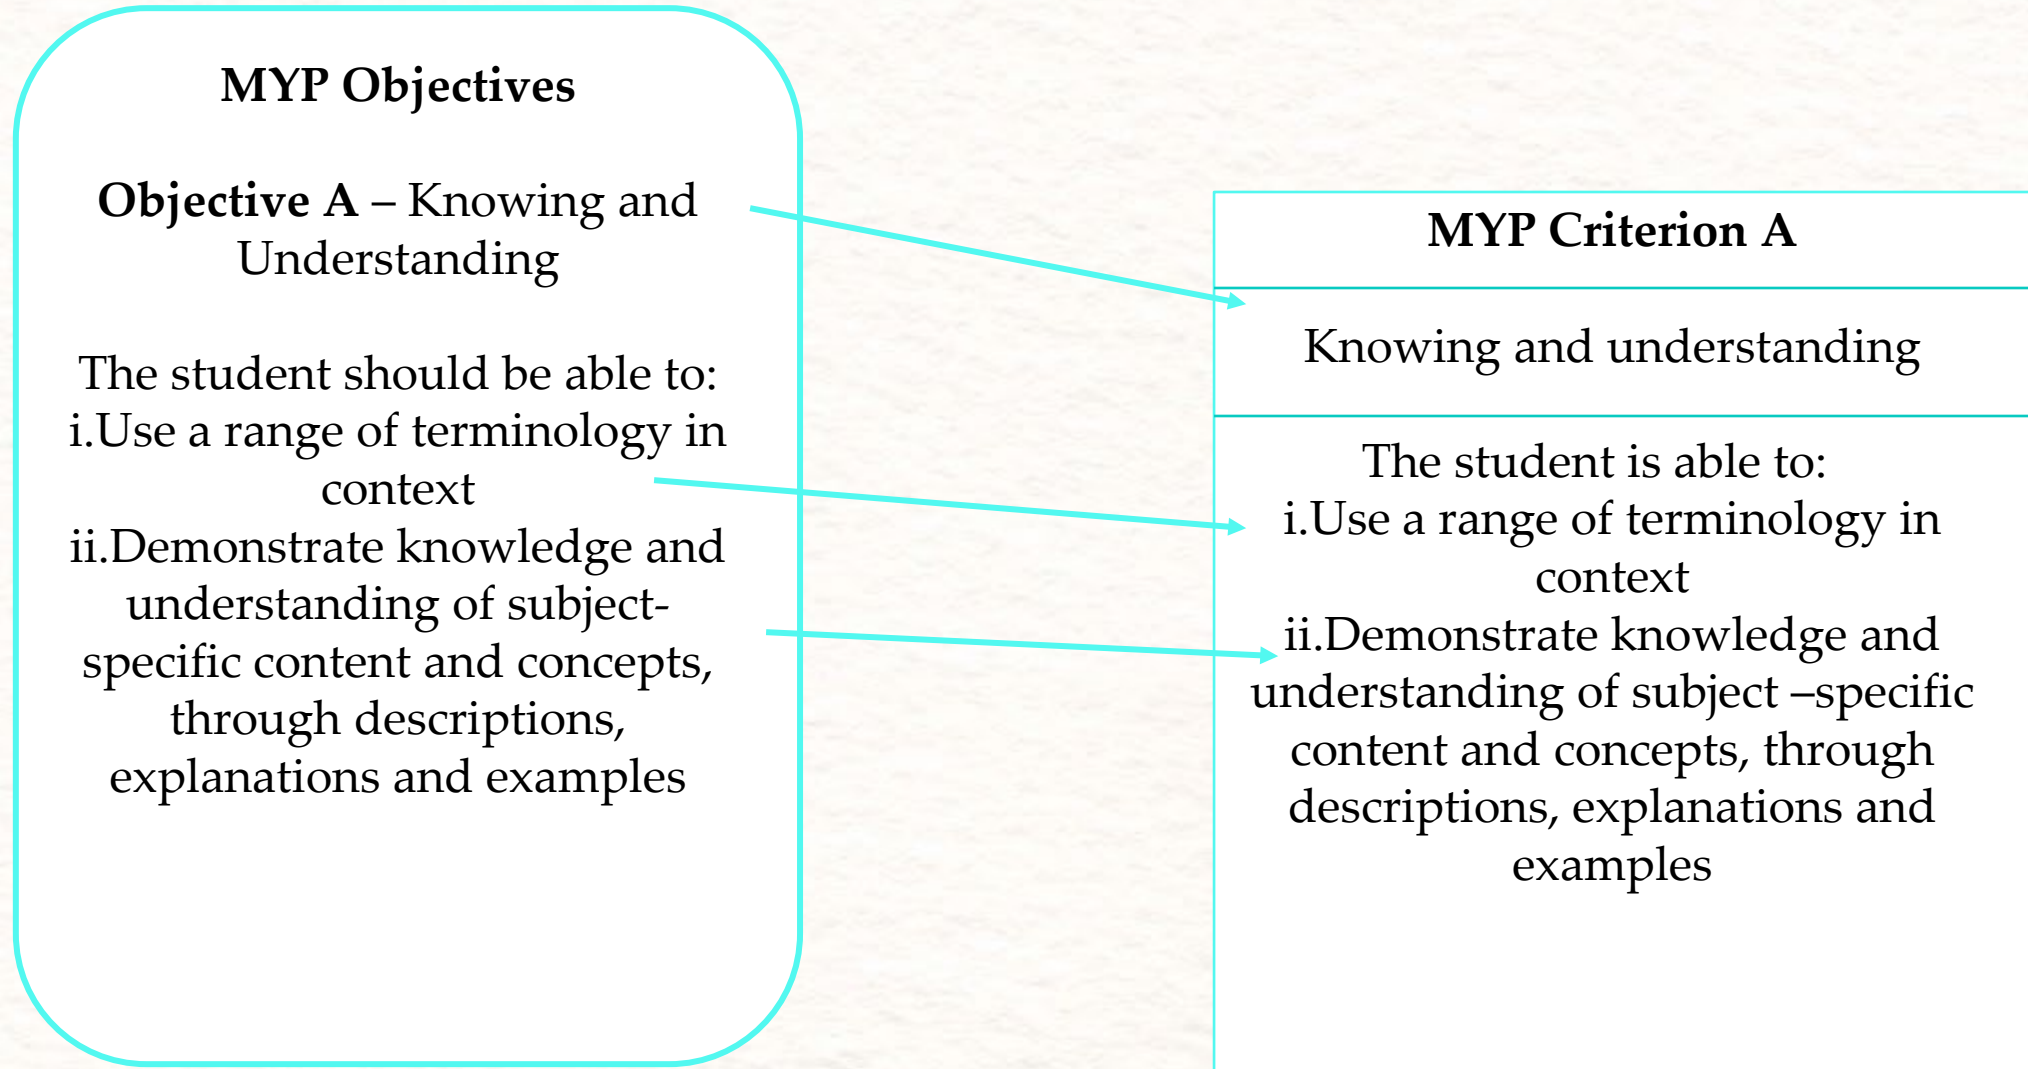 MYP Objectives
Objective A – Knowing and
Understanding
The student should be able to:
i.Use a range of terminology in
context
ii.Demonstrate knowledge and
understanding of subject-
specific content and concepts,
through descriptions,
explanations and examples
MYP Criterion A
Knowing and understanding
The student is able to:
i.Use a range of terminology in
context
ii.Demonstrate knowledge and
understanding of subject –specific
content and concepts, through
descriptions, explanations and
examples